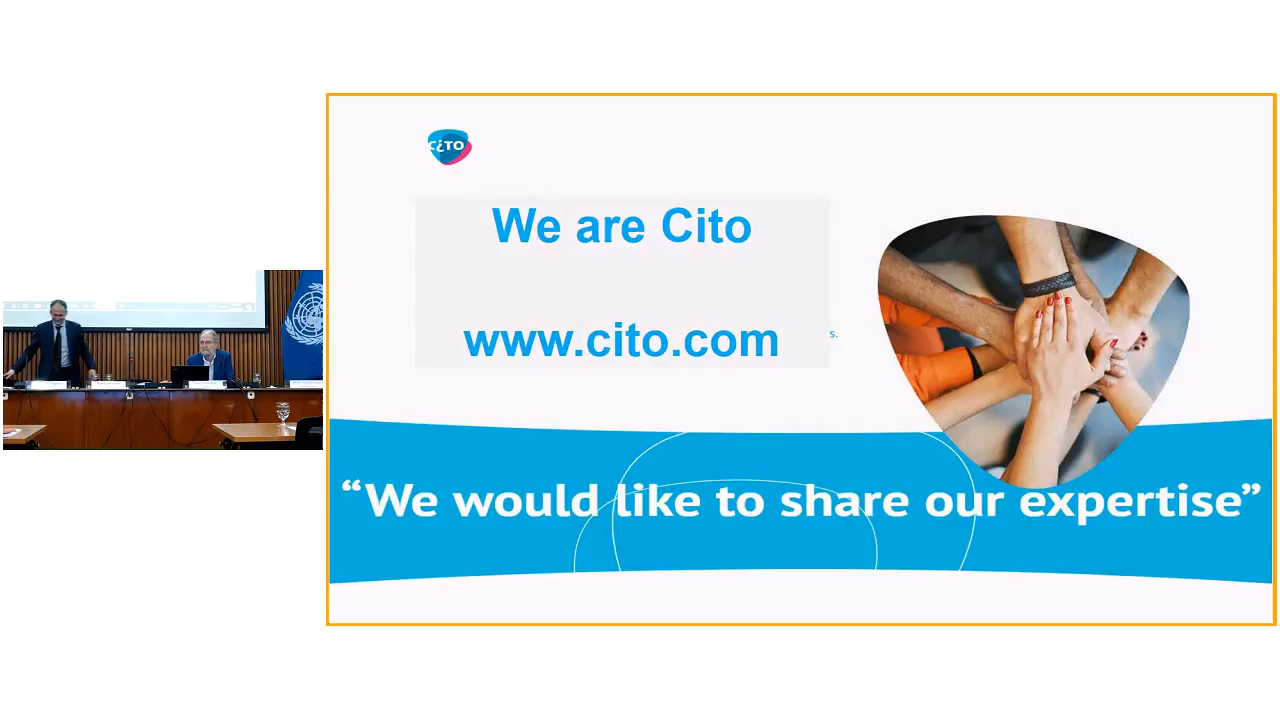 CiTO
We are Cito
www.cito.com
s.
“We would like to share our expertise”